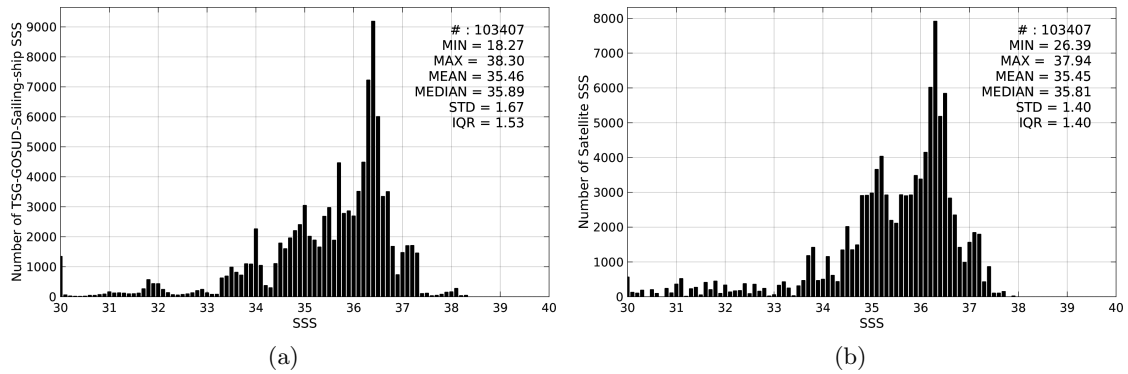 Number of TSG-GOSUD-Sailing-ship SSS
9000
8000
7000
6000
5000
4000
3000
2000
1000
0
# : 103407
MIN = 18.27
MAX = 38.30
MEAN = 35.46
MEDIAN = 35.89
STD = 1.67
IQR = 1.53
30 31 32 33 34 35 36 37 38 39 40
SSS
(a)
Number of Satellite SSS
8000
7000
6000
5000
4000
3000
2000
1000
0
# : 103407
MIN = 26.39
MAX = 37.94
MEAN = 35.45
MEDIAN = 35.81
STD = 1.40
IQR = 1.40
30 31 32 33 34 35 36 37 38 39 40
SSS
(b)